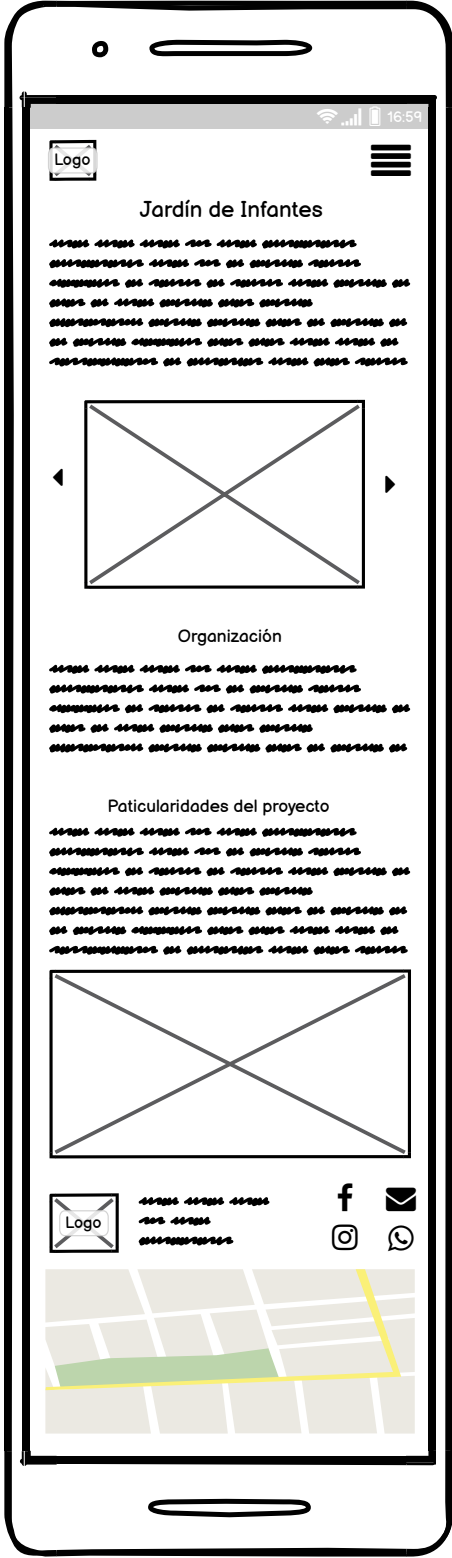 16:59
Logo
Jardín de Infantes
Organización
Paticularidades del proyecto
Logo